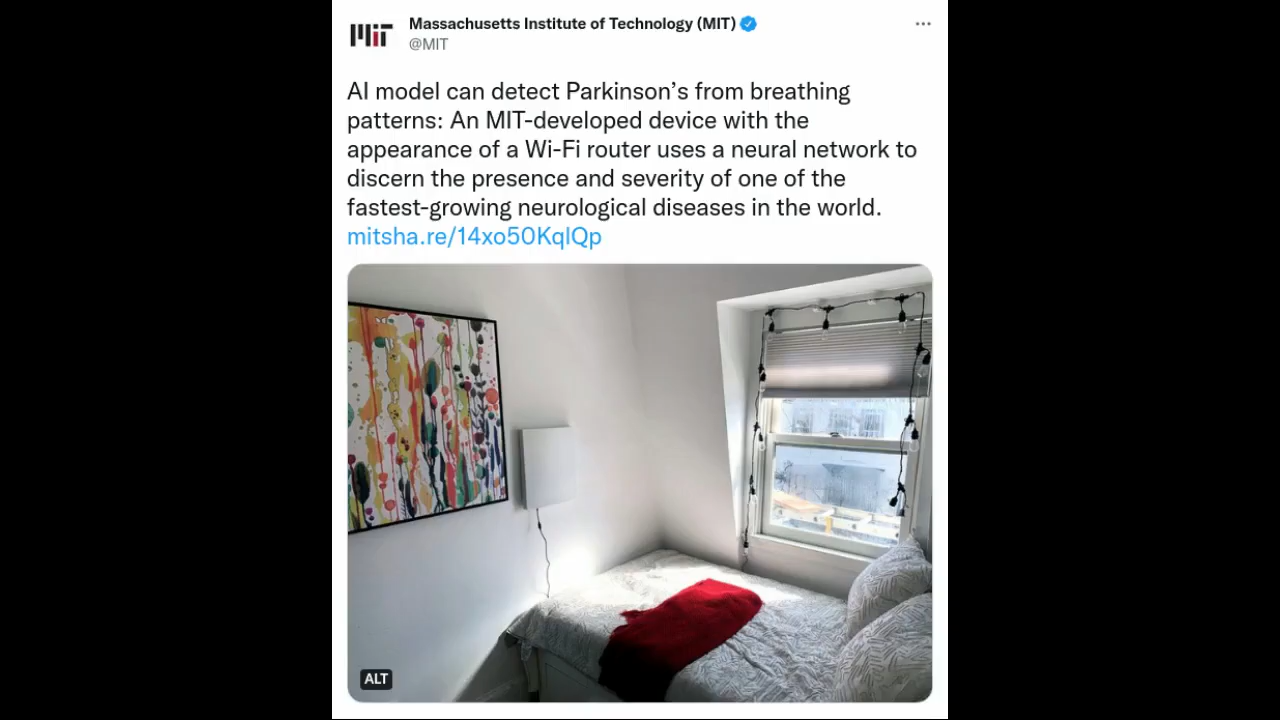 MIT
Massachusetts Institute of Technology (MIT)
@MIT
AI model can detect Parkinson’s from breathing
patterns: An MIT-developed device with the
appearance of a Wi-Fi router uses a neural network to
discern the presence and severity of one of the
fastest-growing neurological diseases in the world.
mitsha.re/14xo50KqlQp
ALT